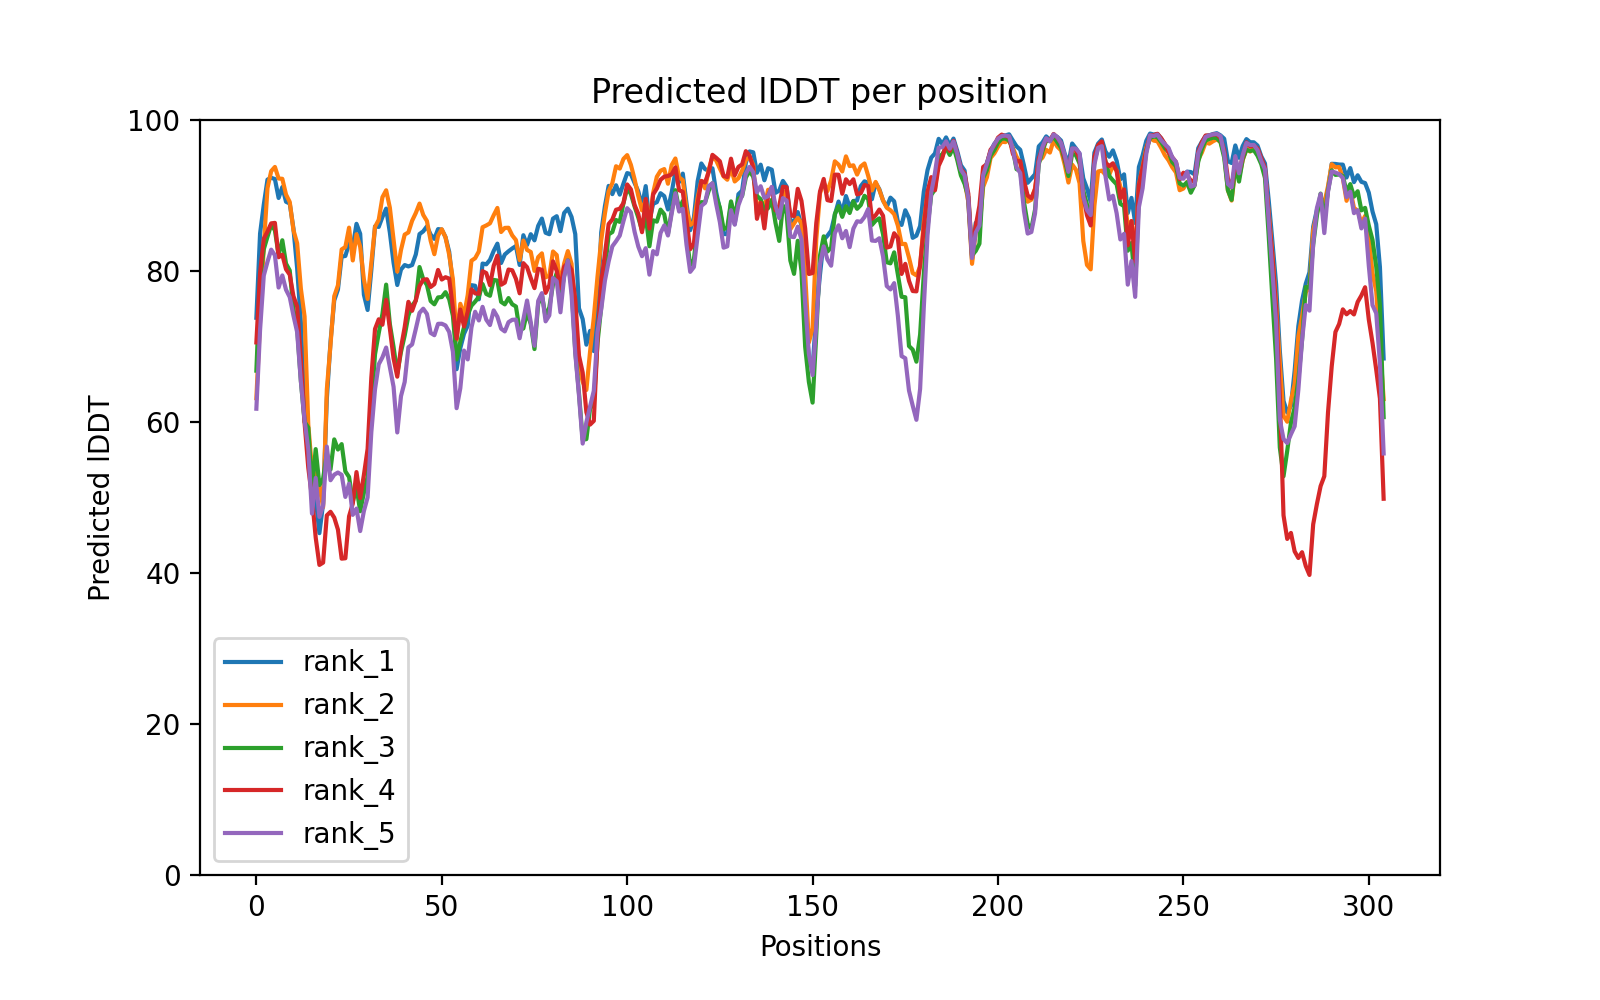 Predicted lDDT per position
100
80
60
40
20
0
Predicted lDDT
rank_1
rank_2
rank_3
rank_4
rank_5
0 50 100 150 200 250 300
Positions